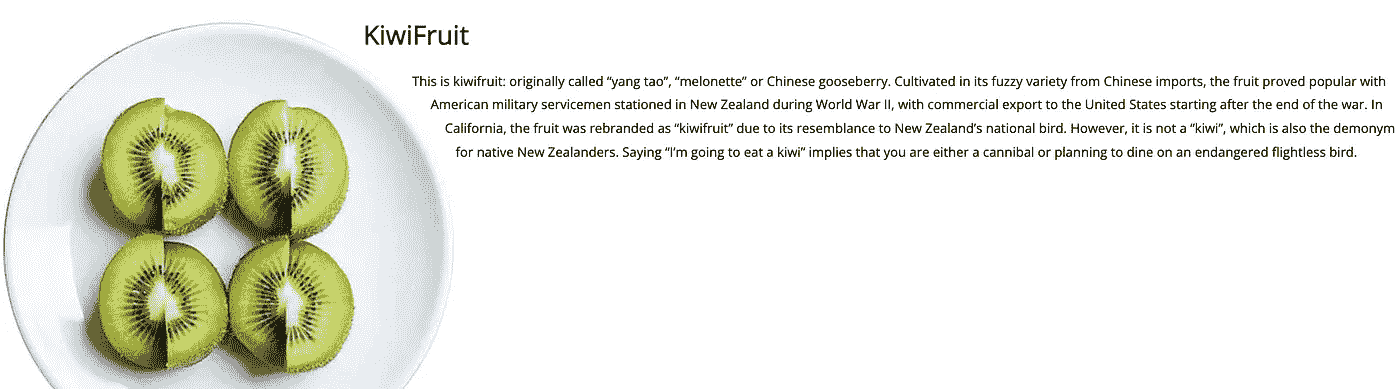 KiwiFruit
This is kiwifruit: originally called “yang tao”, “melonette” or Chinese gooseberry. Cultivated in its fuzzy variety from Chinese imports, the fruit proved popular with
American military servicemen stationed in New Zealand during World War II, with commercial export to the United States starting after the end of the war. In
California, the fruit was rebranded as “kiwifruit” due to its resemblance to New Zealand’s national bird. However, it is not a “kiwi”, which is also the demonym
for native New Zealanders. Saying “I’m going to eat a kiwi” implies that you are either a cannibal or planning to dine on an endangered flightless bird.